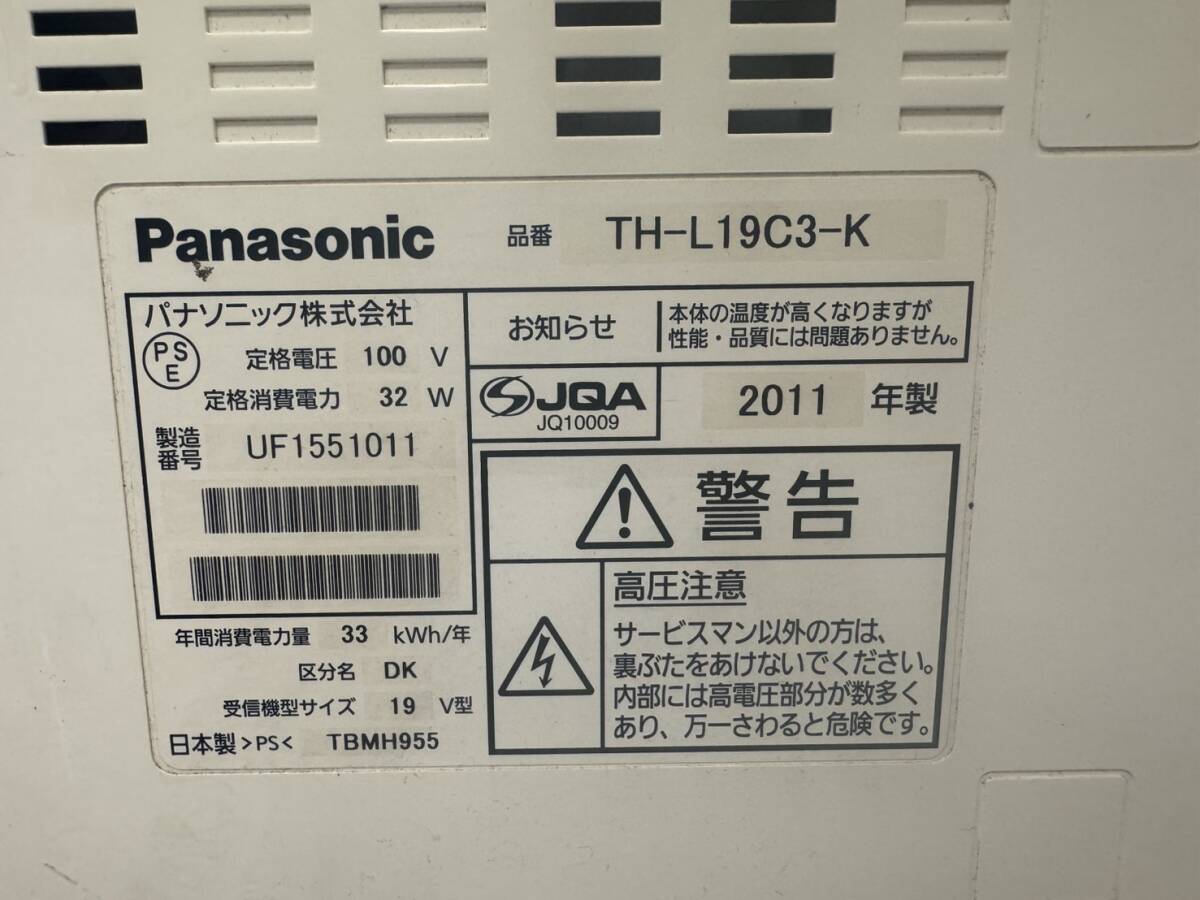 Panasonic 品番 TH-L19C3-K
パナソニック株式会社
PSE
定格電圧 100 V
定格消費電力 32 W
製造番号 UF1551011
お知らせ
本体の温度が高くなりますが
性能・品質には問題ありません。
JQA
JQ10009
2011 年製
警告
高圧注意
サービスマン以外の方は、
裏ぶたをあけないでください。
内部には高電圧部分が数多く
あり、万一さわると危険です。
年間消費電力量 33 kWh/年
区分名 DK
受信機型サイズ 19 V型
日本製 >PS< TBMH955